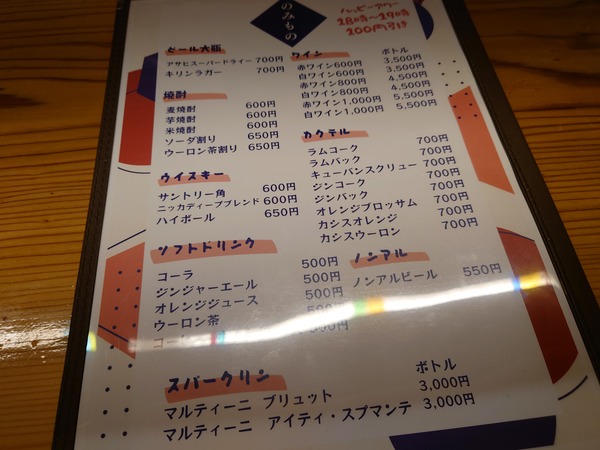 のみもの
ハッピーアワー
28時～29時
200円引き
ビール大瓶
アサヒスーパードライー 700円
キリンラガー 700円
焼酎
麦焼酎 600円
芋焼酎 600円
米焼酎 600円
ソーダ割り 650円
ウーロン茶割り 650円
ウイスキー
サントリー角 600円
ニッカディープブレンド 600円
ハイボール 650円
ソフトドリンク
コーラ 500円
ジンジャーエール 500円
オレンジジュース 500円
ウーロン茶
500円
ワイン ボトル
赤ワイン600円 3,500円
白ワイン600円 3,500円
赤ワイン800円 4,500円
白ワイン800円 4,500円
赤ワイン1,000円 5,500円
白ワイン1,000円 5,500円
カクテル
ラムコーク 700円
ラムバック 700円
キューバンスクリュー 700円
ジンコーク 700円
ジンバック 700円
オレンジブロッサム 700円
カシスオレンジ 700円
カシスウーロン 700円
ノンアル
ノンアルビール 550円
スパークリン ボトル
マルティーニ ブリュット 3,000円
マルティーニ アイティ・スプマンテ 3,000円